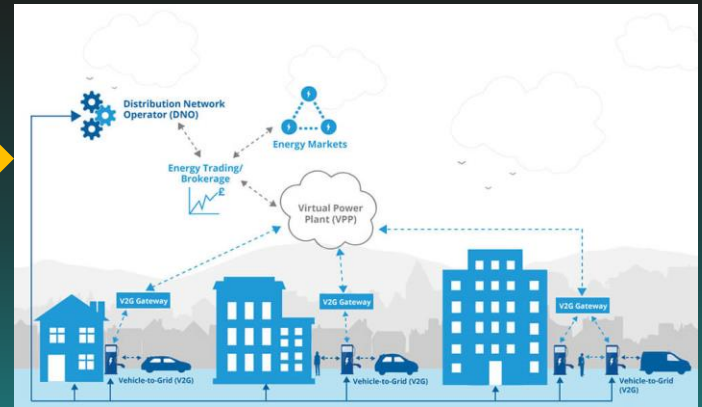 Distribution Network
Operator (DNO)
Energy Markets
Energy Trading/
Brokerage
£
Virtual Power
Plant (VPP)
V2G Gateway
V2G Gateway
V2G Gateway
Vehicle-to-Grid (V2G)
Vehicle-to-Grid (V2G)
Vehicle-to-Grid
(V2G)